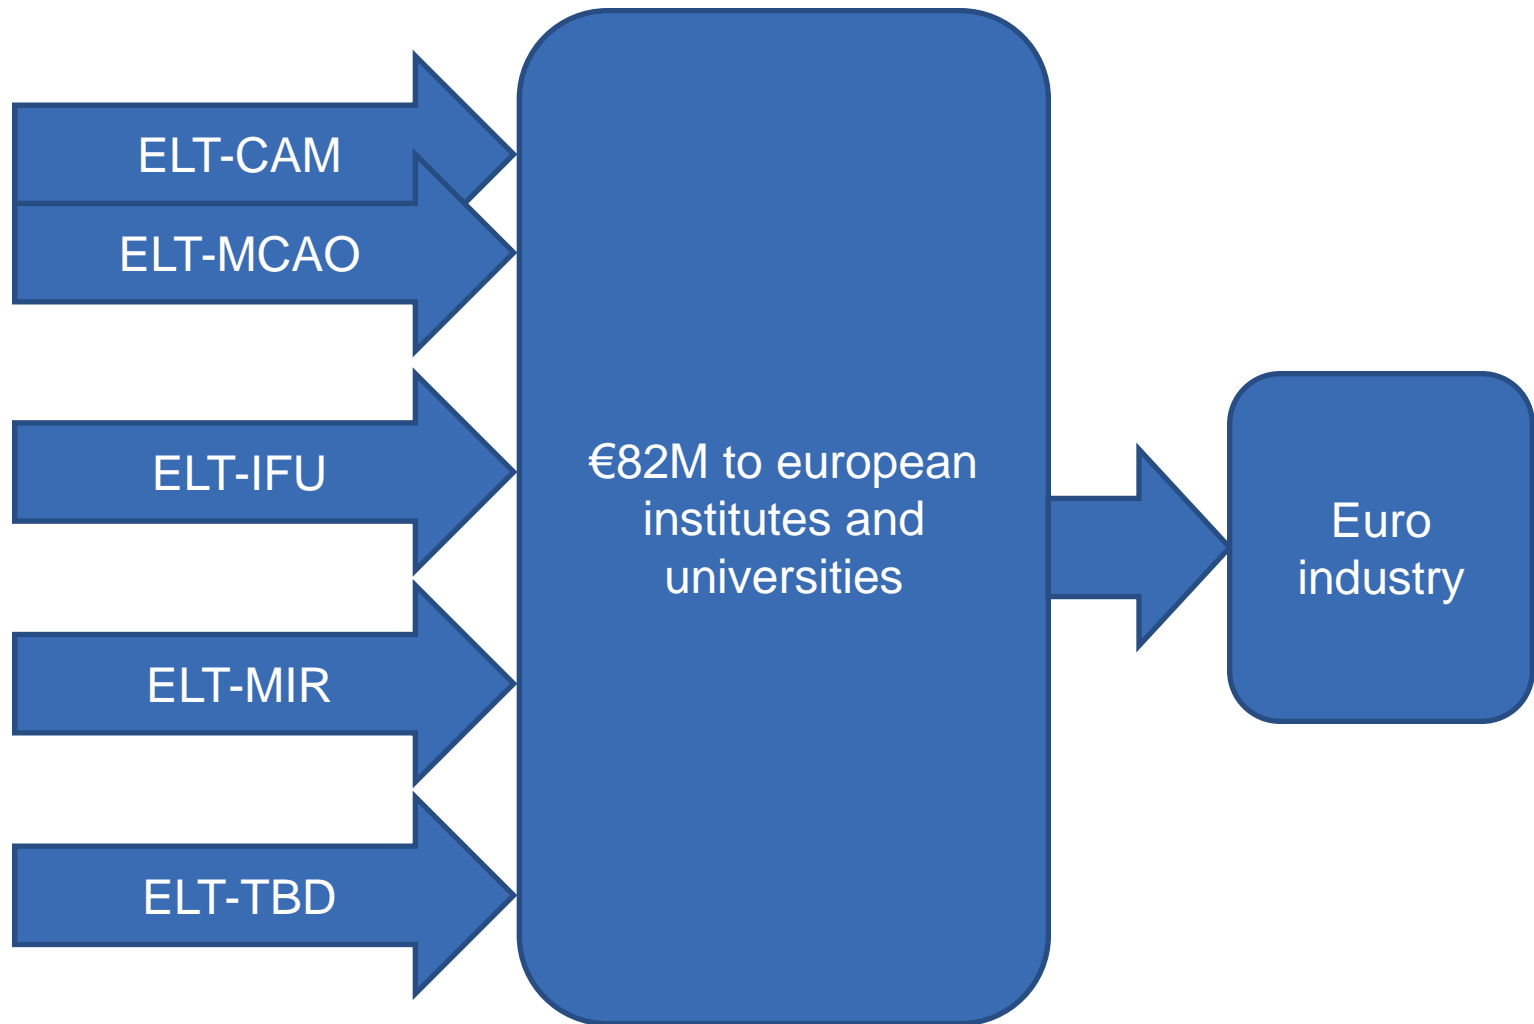 ELT-CAM
ELT-MCAO
ELT-IFU
ELT-MIR
ELT-TBD
€82M to european
institutes and
universities
Euro
industry